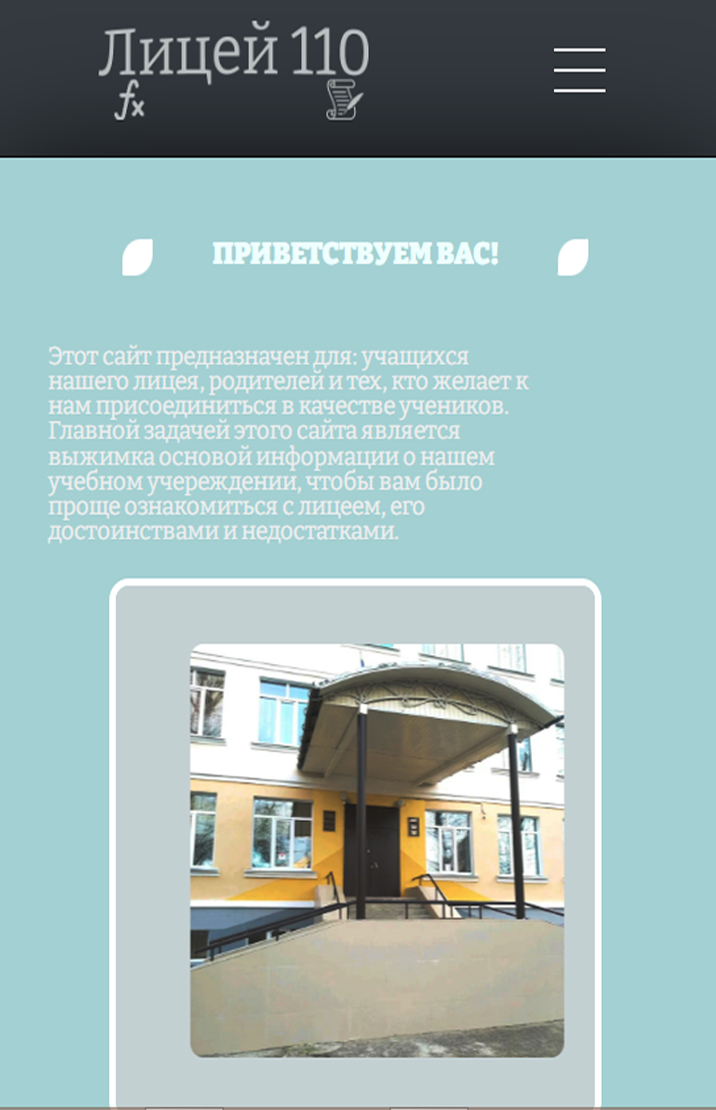 Лицей 110
fx
ПРИВЕТСТВУЕМ ВАС!
Этот сайт предназначен для: учащихся
нашего лицея, родителей и тех, кто желает к
нам присоединиться в качестве учеников.
Главной задачей этого сайта является
выжимка основой информации о нашем
учебном учереждении, чтобы вам было
проще ознакомиться с лицеем, его
достоинствами и недостатками.